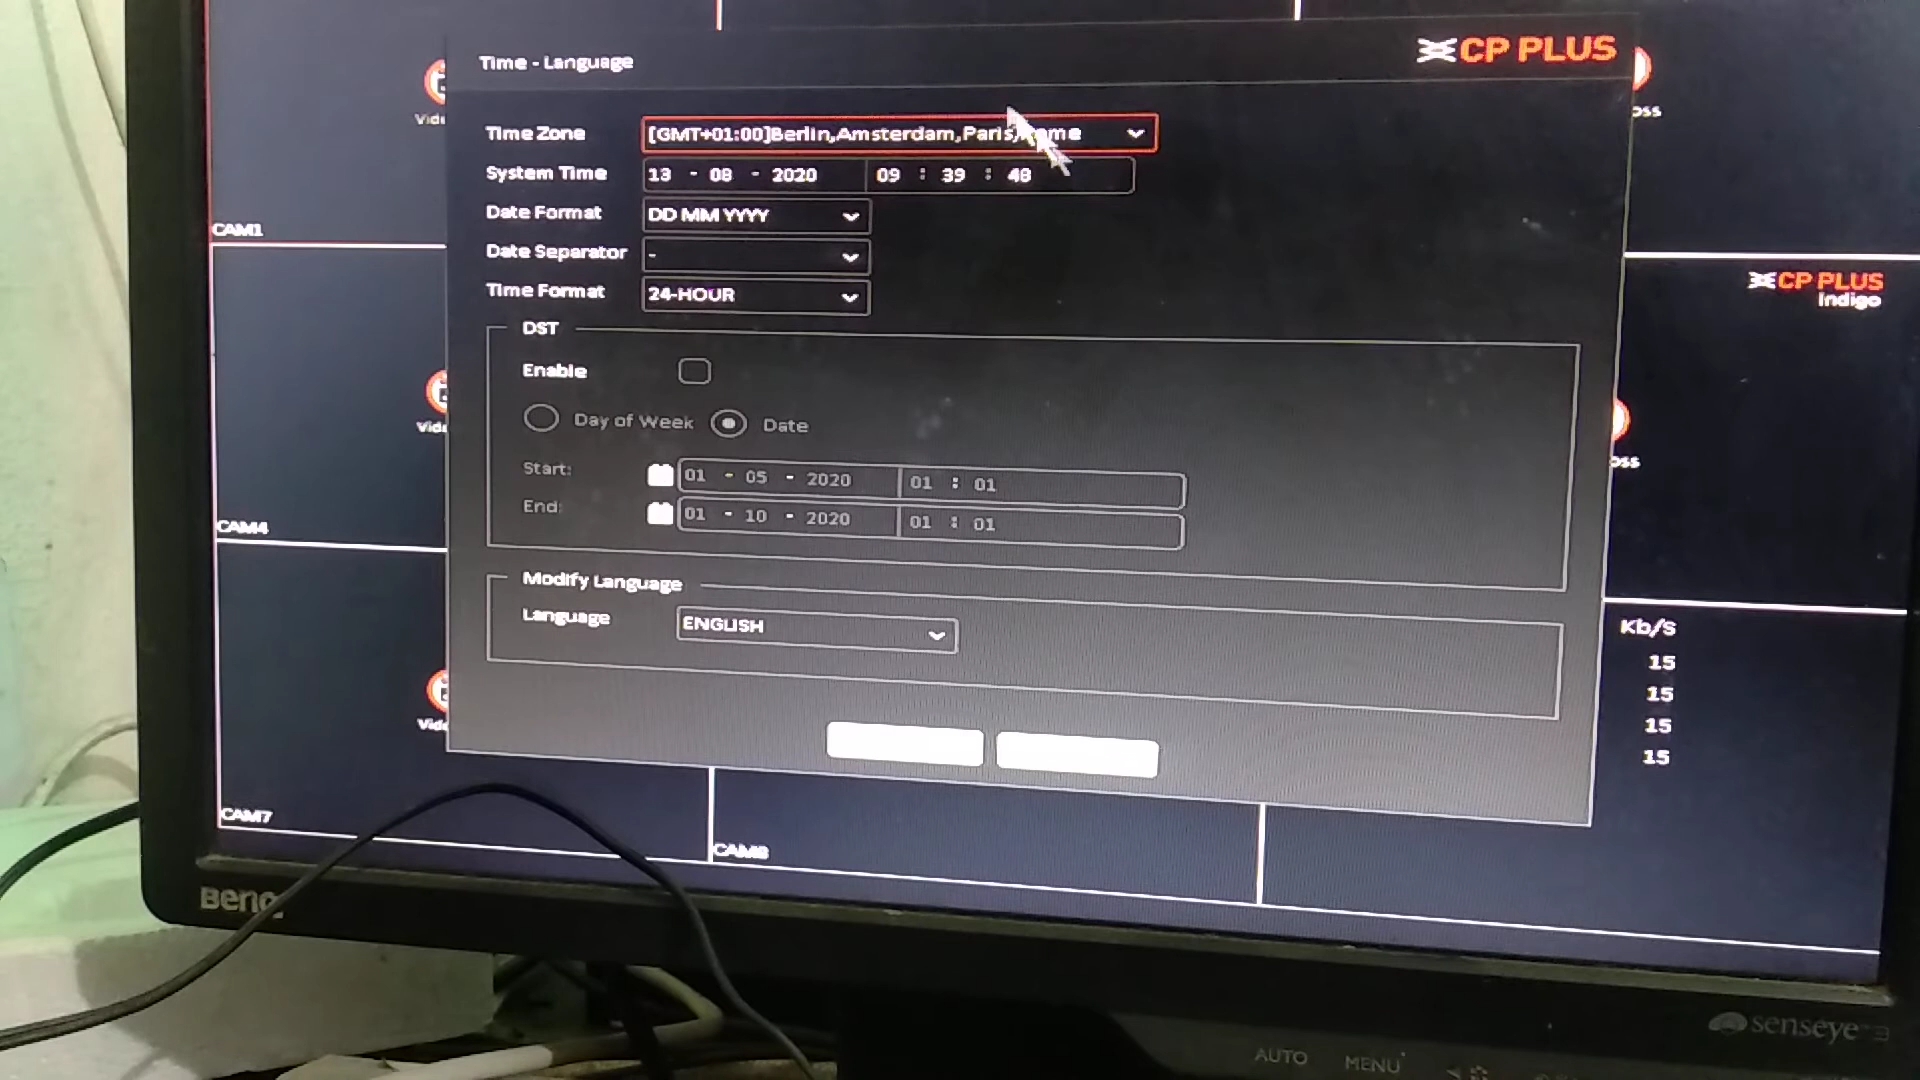 Time - Language
CP PLUS
Time Zone
[GMT+01:00]Berlin,Amsterdam,Paris,
System Time
13 - 08 - 2020 09 : 39 : 48
Date Format
DD MM YYYY
Date Separator
-
Time Format
24-HOUR
DST
Enable
Day of Week
Date
Start:
01 - 05 - 2020 01 : 01
End:
01 - 10 - 2020 01 : 01
Modify Language
Language
ENGLISH
CAM1
CAM4
CAM7
CAM8
CP PLUS
Indigo
Kb/S
15
15
15
15
BenQ
senseye
AUTO
MENU